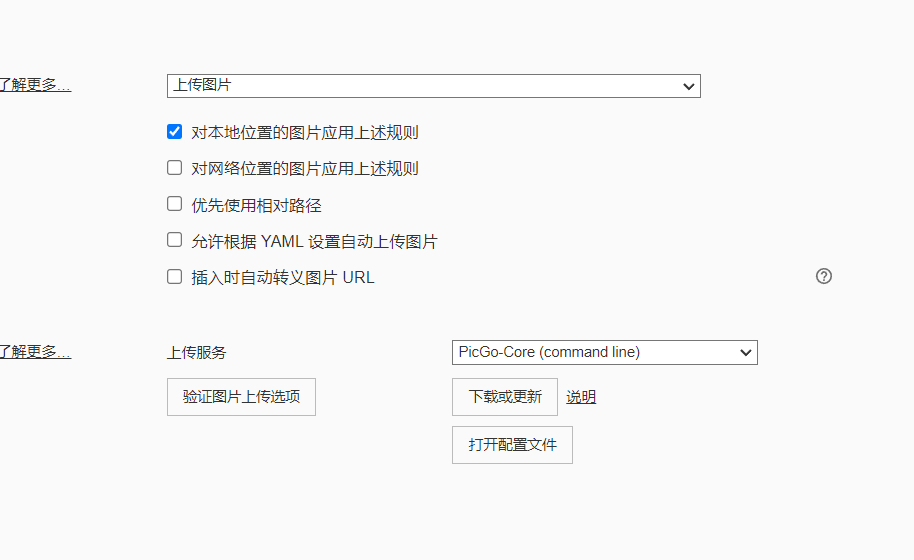 了解更多…
上传图片
对本地位置的图片应用上述规则
对网络位置的图片应用上述规则
优先使用相对路径
允许根据 YAML 设置自动上传图片
插入时自动转义图片 URL
了解更多…
上传服务
PicGo-Core (command line)
验证图片上传选项
下载或更新
说明
打开配置文件